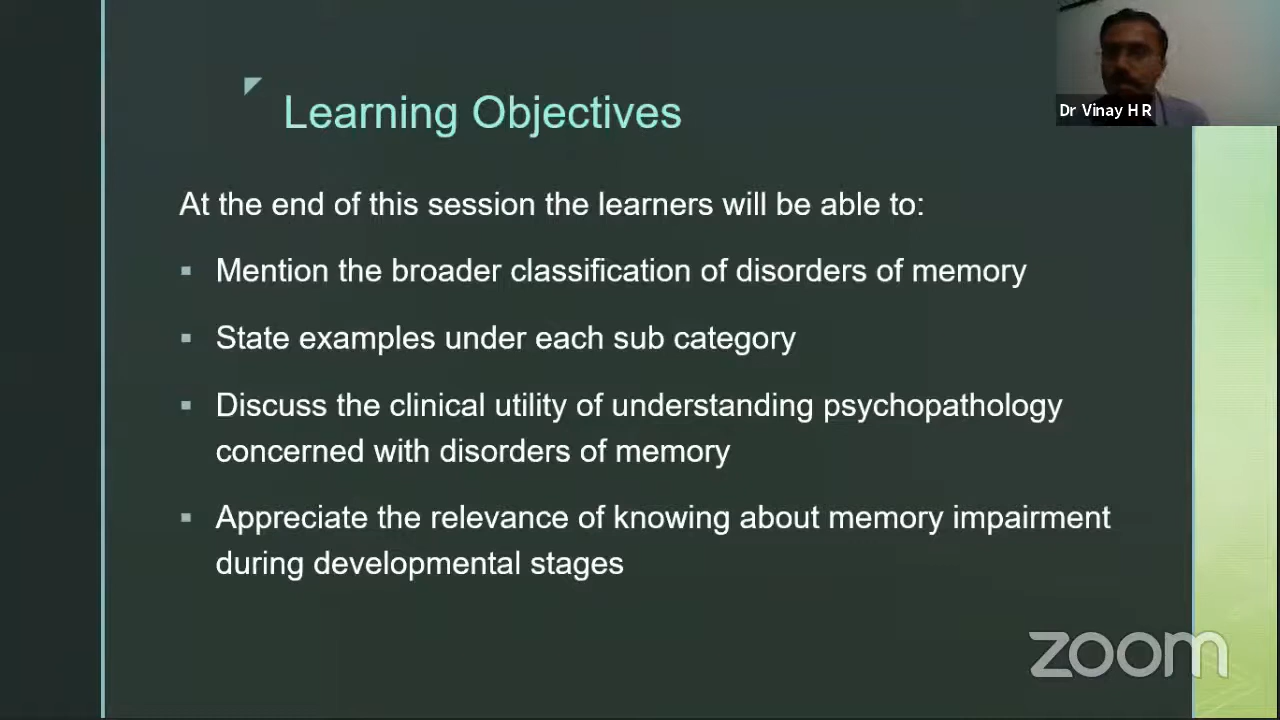 Learning Objectives
Dr Vinay H R
At the end of this session the learners will be able to:
▪ Mention the broader classification of disorders of memory
▪ State examples under each sub category
▪ Discuss the clinical utility of understanding psychopathology
concerned with disorders of memory
▪ Appreciate the relevance of knowing about memory impairment
during developmental stages
zoom